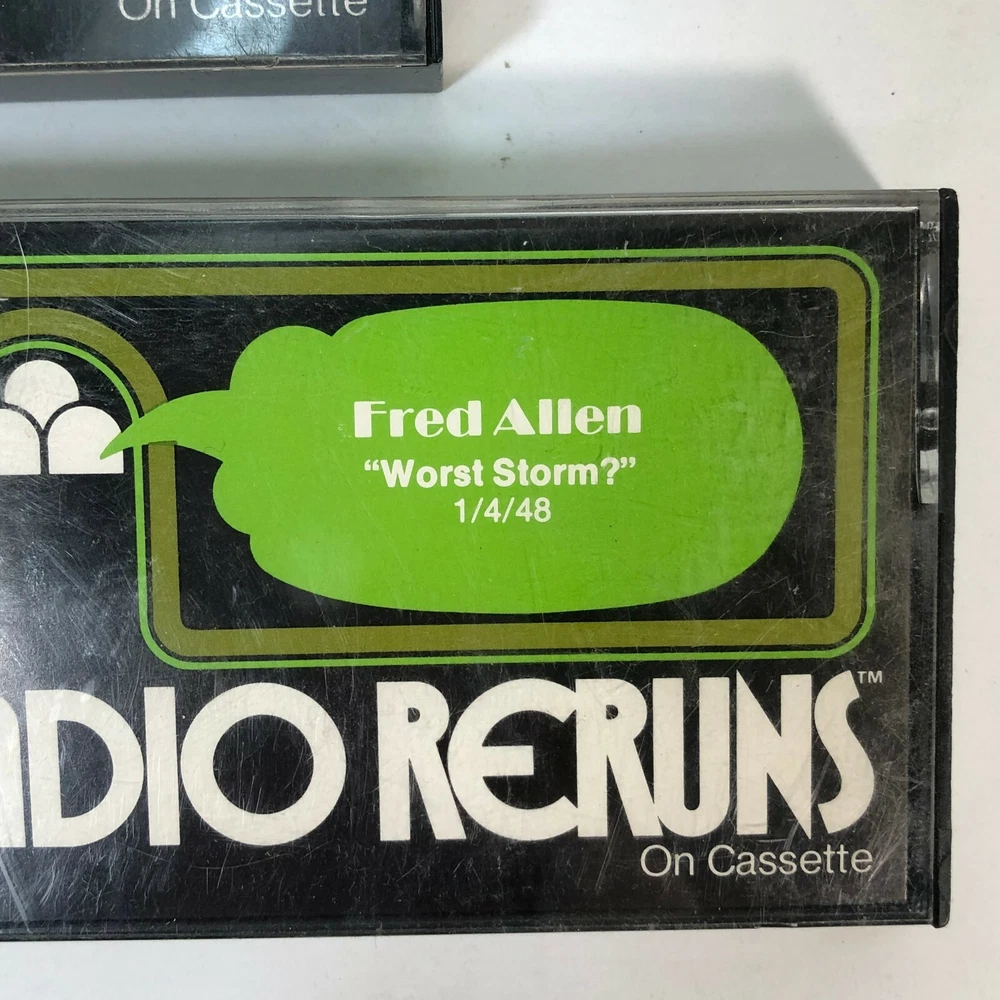 On Cassette
Fred Allen
“Worst Storm?”
1/4/48
ADIO RERUNS™
On Cassette